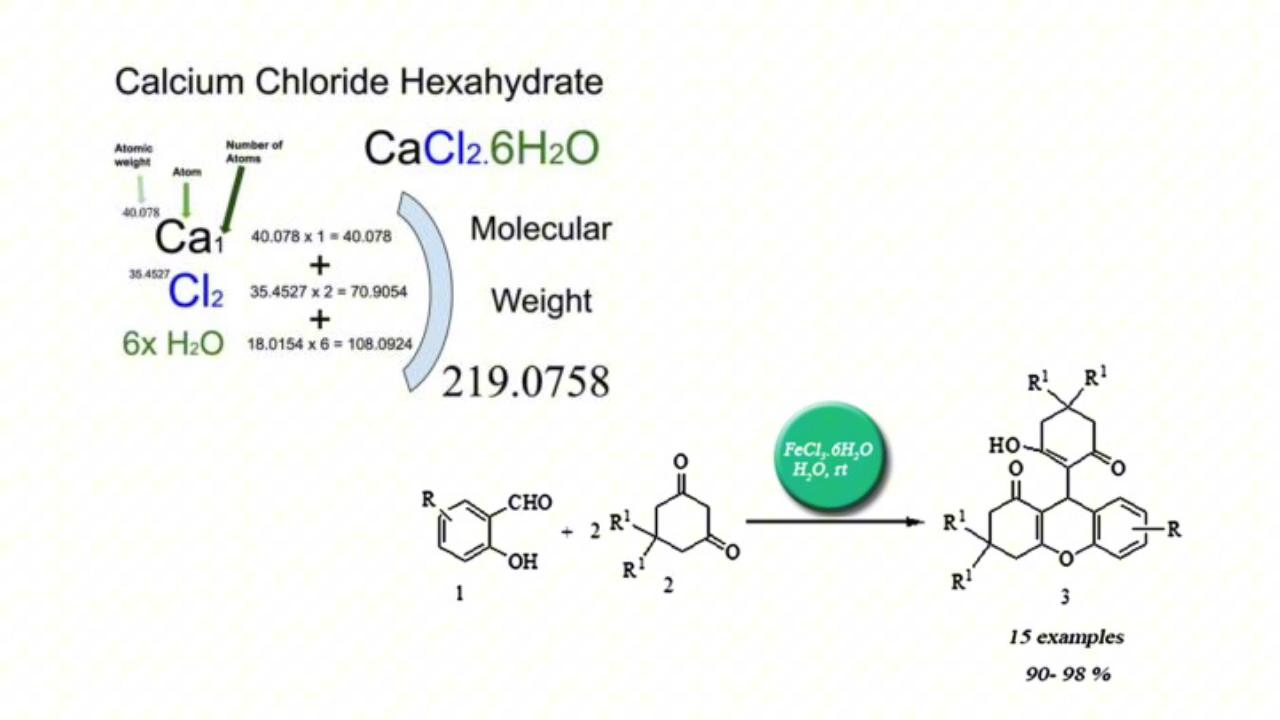 Calcium Chloride Hexahydrate
CaCl2.6H2O
Atomic
weight
Atom
Number of
Atoms
40.078
Ca1
40.078 x 1 = 40.078
+
35.4527
Cl2
35.4527 x 2 = 70.9054
+
6x H2O
18.0154 x 6 = 108.0924
Molecular
Weight
219.0758
R
CHO
OH
1
+ 2
O
R1
R1
O
2
FeCl3.6H2O
H2O, rt
R1
R1
HO
O
O
R1
R1
O
R
3
15 examples
90- 98 %